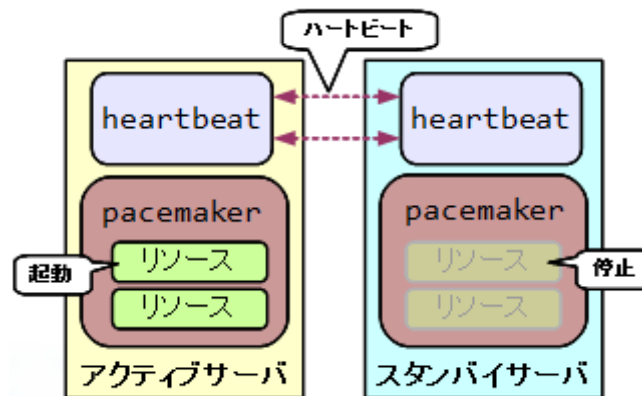 ハートビート
heartbeat
heartbeat
pacemaker
pacemaker
リソース
リソース
起動
停止
リソース
リソース
アクティブサーバ
スタンバイサーバ